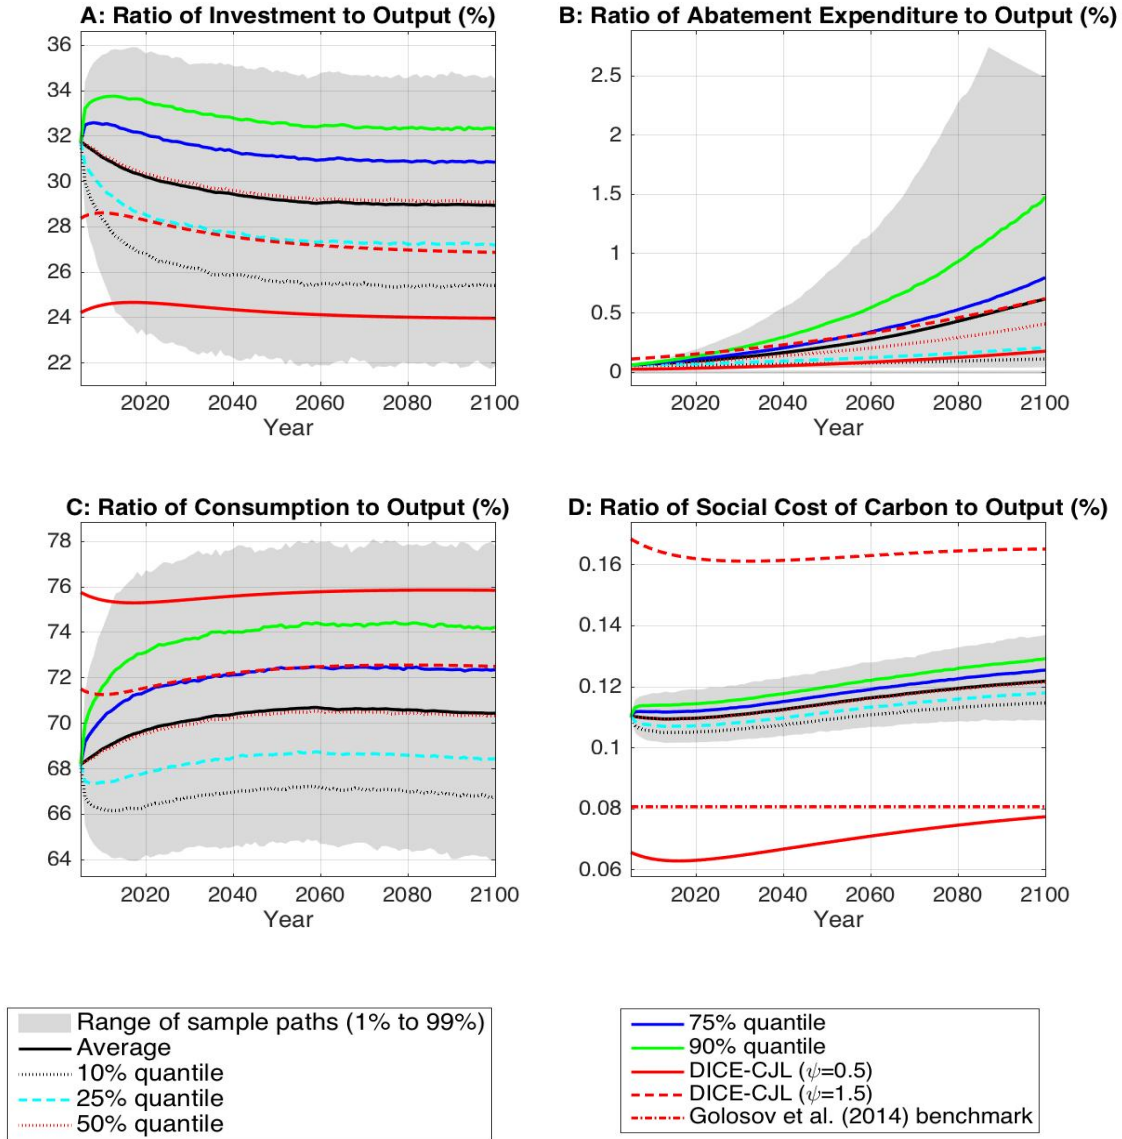 A: Ratio of Investment to Output (%)
36
34
32
30
28
26
24
22
2020 2040 2060 2080 2100
Year
B: Ratio of Abatement Expenditure to Output (%)
2.5
2
1.5
1
0.5
0
2020 2040 2060 2080 2100
Year
C: Ratio of Consumption to Output (%)
78
76
74
72
70
68
66
64
2020 2040 2060 2080 2100
Year
D: Ratio of Social Cost of Carbon to Output (%)
0.16
0.14
0.12
0.1
0.08
0.06
2020 2040 2060 2080 2100
Year
Range of sample paths (1% to 99%)
Average
10% quantile
25% quantile
50% quantile
75% quantile
90% quantile
DICE-CJL (ψ=0.5)
DICE-CJL (ψ=1.5)
Golosov et al. (2014) benchmark